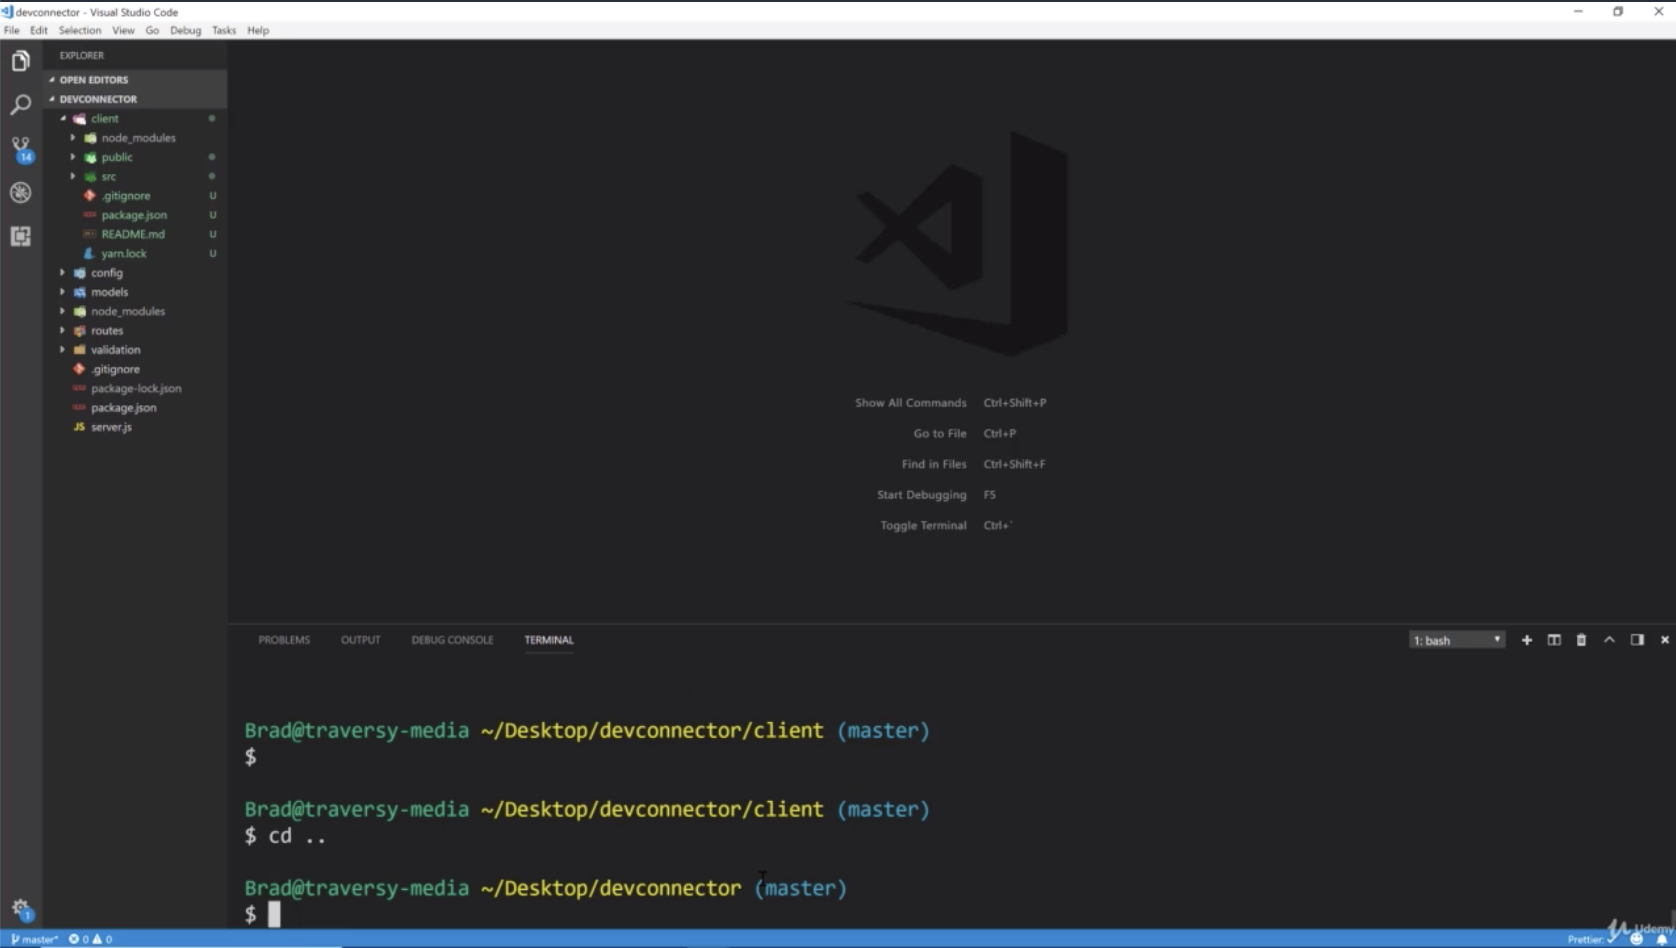 devconnector - Visual Studio Code
File Edit Selection View Go Debug Tasks Help
EXPLORER
OPEN EDITORS
DEVCONNECTOR
client
node_modules
public
src
.gitignore U
package.json U
README.md U
yarn.lock U
config
models
node_modules
routes
validation
.gitignore
package-lock.json
package.json
JS server.js
14
1
Show All Commands Ctrl+Shift+P
Go to File Ctrl+P
Find in Files Ctrl+Shift+F
Start Debugging F5
Toggle Terminal Ctrl+`
PROBLEMS OUTPUT DEBUG CONSOLE TERMINAL
1: bash
Brad@traversy-media ~/Desktop/devconnector/client (master)
$
Brad@traversy-media ~/Desktop/devconnector/client (master)
$ cd ..
Brad@traversy-media ~/Desktop/devconnector (master)
$
master* 0 0
Prettier: ✓
Udemy